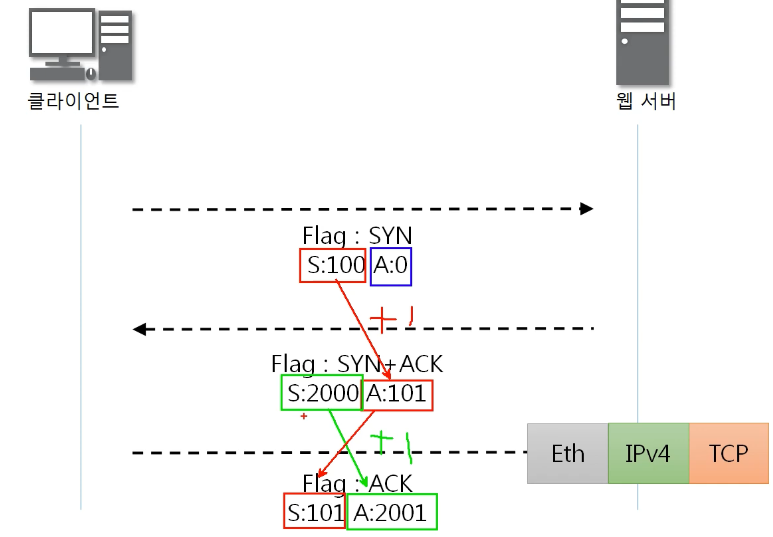 클라이언트
웹 서버
Flag : SYN
S:100 A:0
+1
Flag : SYN+ACK
S:2000 A:101
+1
Eth IPv4 TCP
Flag : ACK
S:101 A:2001